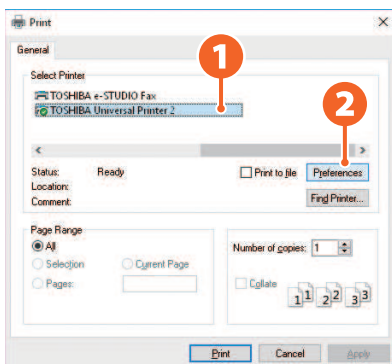 Print
General
Select Printer
1
TOSHIBA e-STUDIO Fax
TOSHIBA Universal Printer 2
2
Status: Ready Print to file Preferences
Location:
Comment: Find Printer...
Page Range
All Number of copies: 1
Selection Current Page
Pages: Collate
1 1 2 2 3 3
Print Cancel Apply